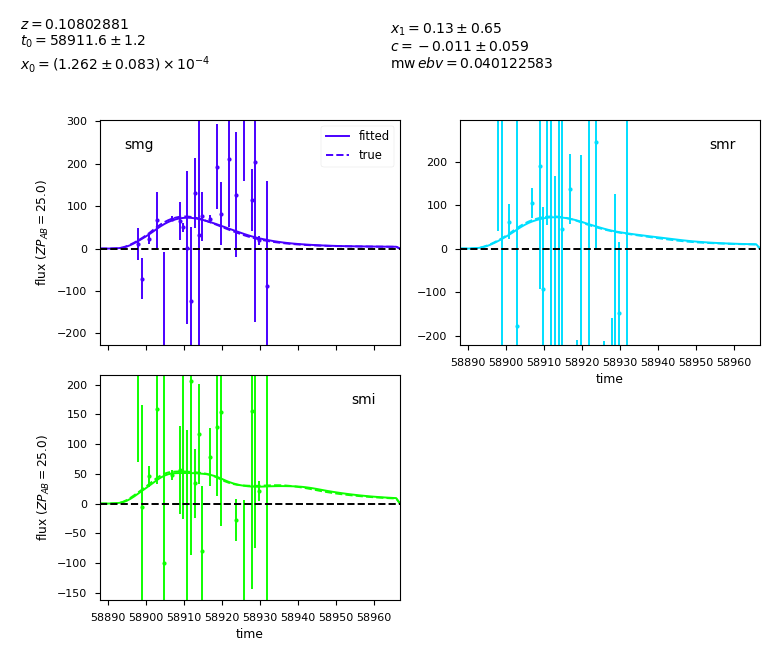 z = 0.10802881
t₀ = 58911.6 ± 1.2
x₀ = (1.262 ± 0.083) × 10⁻⁴
x₁ = 0.13 ± 0.65
c = −0.011 ± 0.059
mwebv = 0.040122583
smg
fitted
true
300
200
100
0
−100
−200
flux (ZP_AB = 25.0)
smr
200
100
0
−100
−200
58890 58900 58910 58920 58930 58940 58950 58960
time
smi
200
150
100
50
0
−50
−100
−150
flux (ZP_AB = 25.0)
58890 58900 58910 58920 58930 58940 58950 58960
time